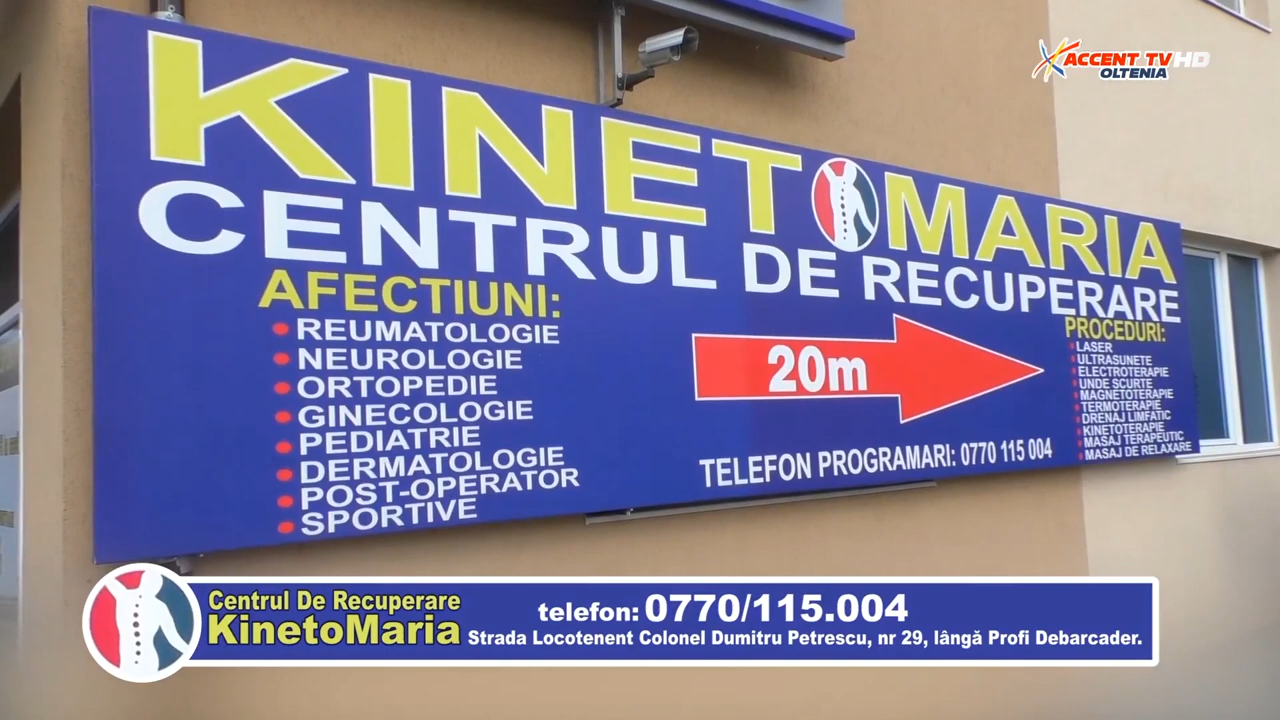 ACCENT TV HD
OLTENIA
KINETOMARIA
CENTRUL DE RECUPERARE
AFECTIUNI:
REUMATOLOGIE
NEUROLOGIE
ORTOPEDIE
GINECOLOGIE
PEDIATRIE
DERMATOLOGIE
POST-OPERATOR
SPORTIVE
20m
TELEFON PROGRAMARI: 0770 115 004
PROCEDURI:
LASER
ULTRASUNETE
ELECTROTERAPIE
UNDE SCURTE
MAGNETOTERAPIE
TERMOTERAPIE
DRENAJ LIMFATIC
KINETOTERAPIE
MASAJ TERAPEUTIC
MASAJ DE RELAXARE
Centrul De Recuperare
KinetoMaria
telefon: 0770/115.004
Strada Locotenent Colonel Dumitru Petrescu, nr 29, lângă Profi Debarcader.